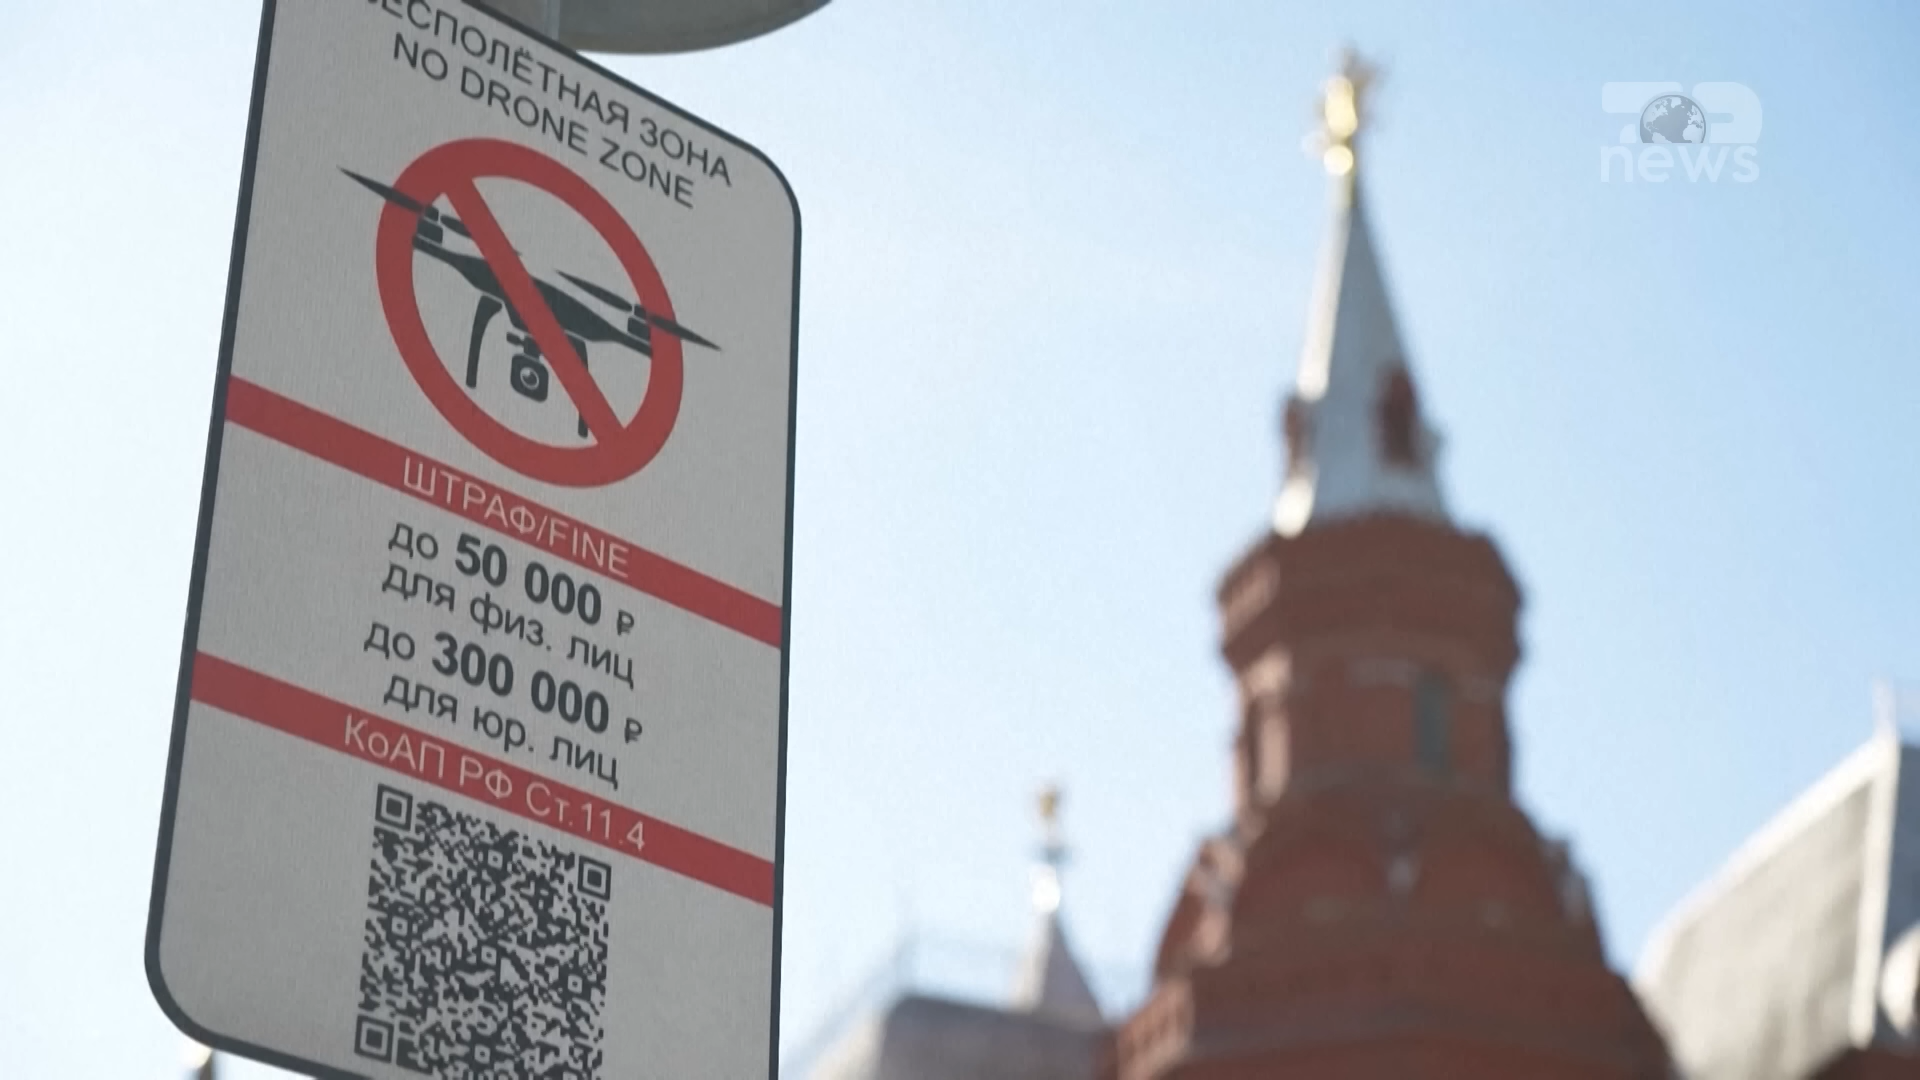 БЕСПОЛЁТНАЯ ЗОНА
NO DRONE ZONE
ШТРАФ/FINE
до 50 000 ₽
для физ. лиц
до 300 000 ₽
для юр. лиц
КоАП РФ Ст.11.4
news